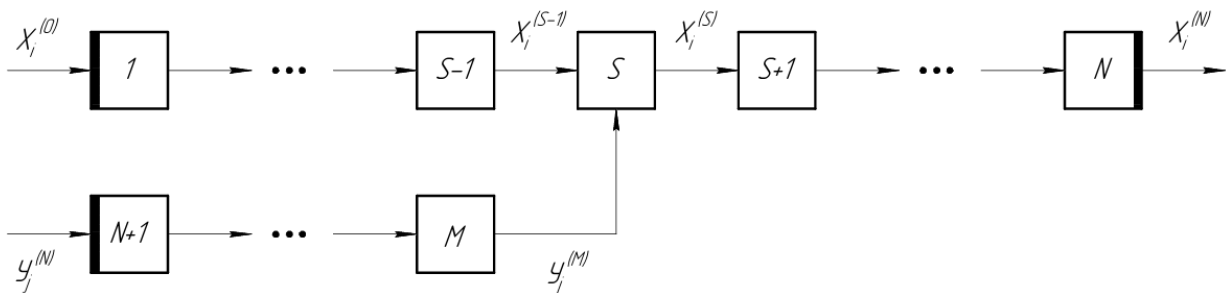 X_i^(0) X_i^(S-1) X_i^(S) X_i^(N)
1 ... S-1 S S+1 ... N
N+1 ... M
y_j^(N) y_j^(M)